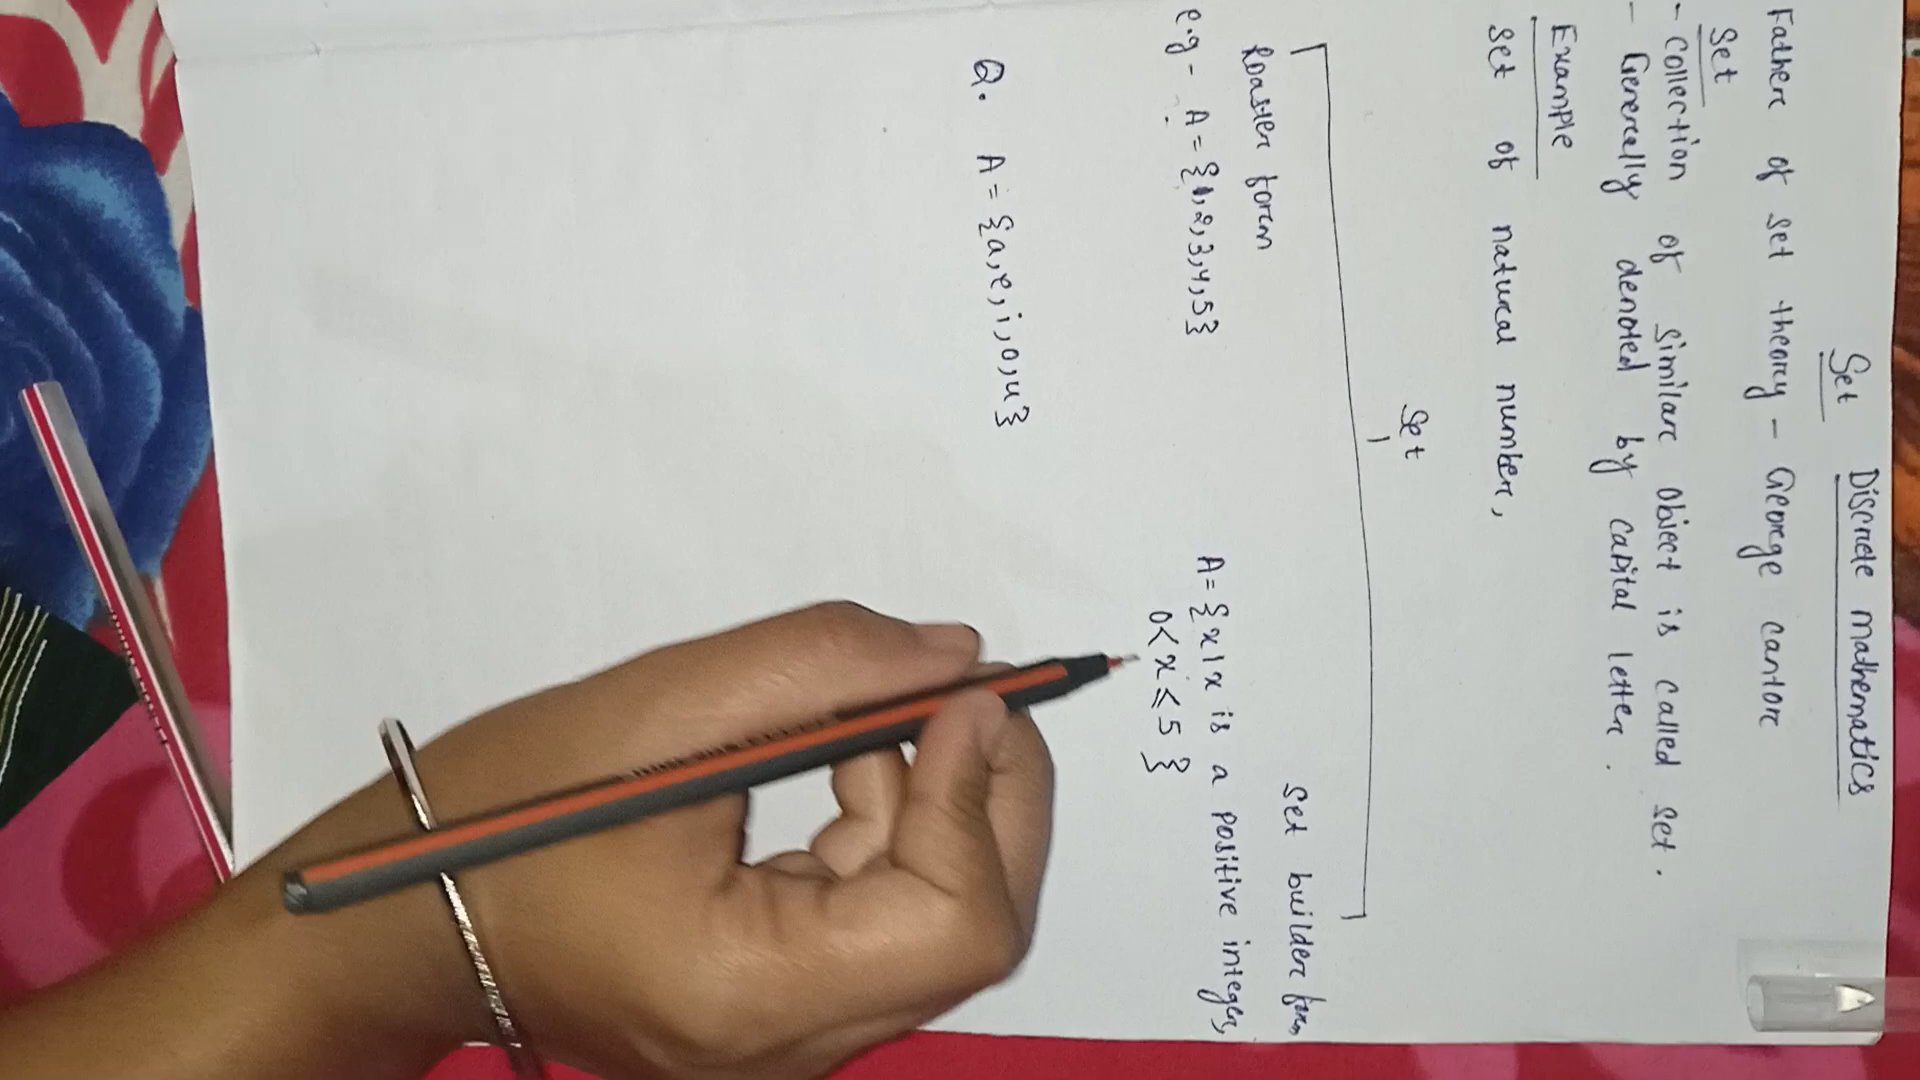 Set Discrete mathematics
Father of set theory - George cantor
Set
- Collection of similar object is called set.
- Generally denoted by capital letter.
Example
set of natural number,
Set
Roaster form Set builder form
e.g - A = {1, 2, 3, 4, 5} A = {x | x is a positive integer,
0 < x ≤ 5 }
Q. A = {a, e, i, o, u}